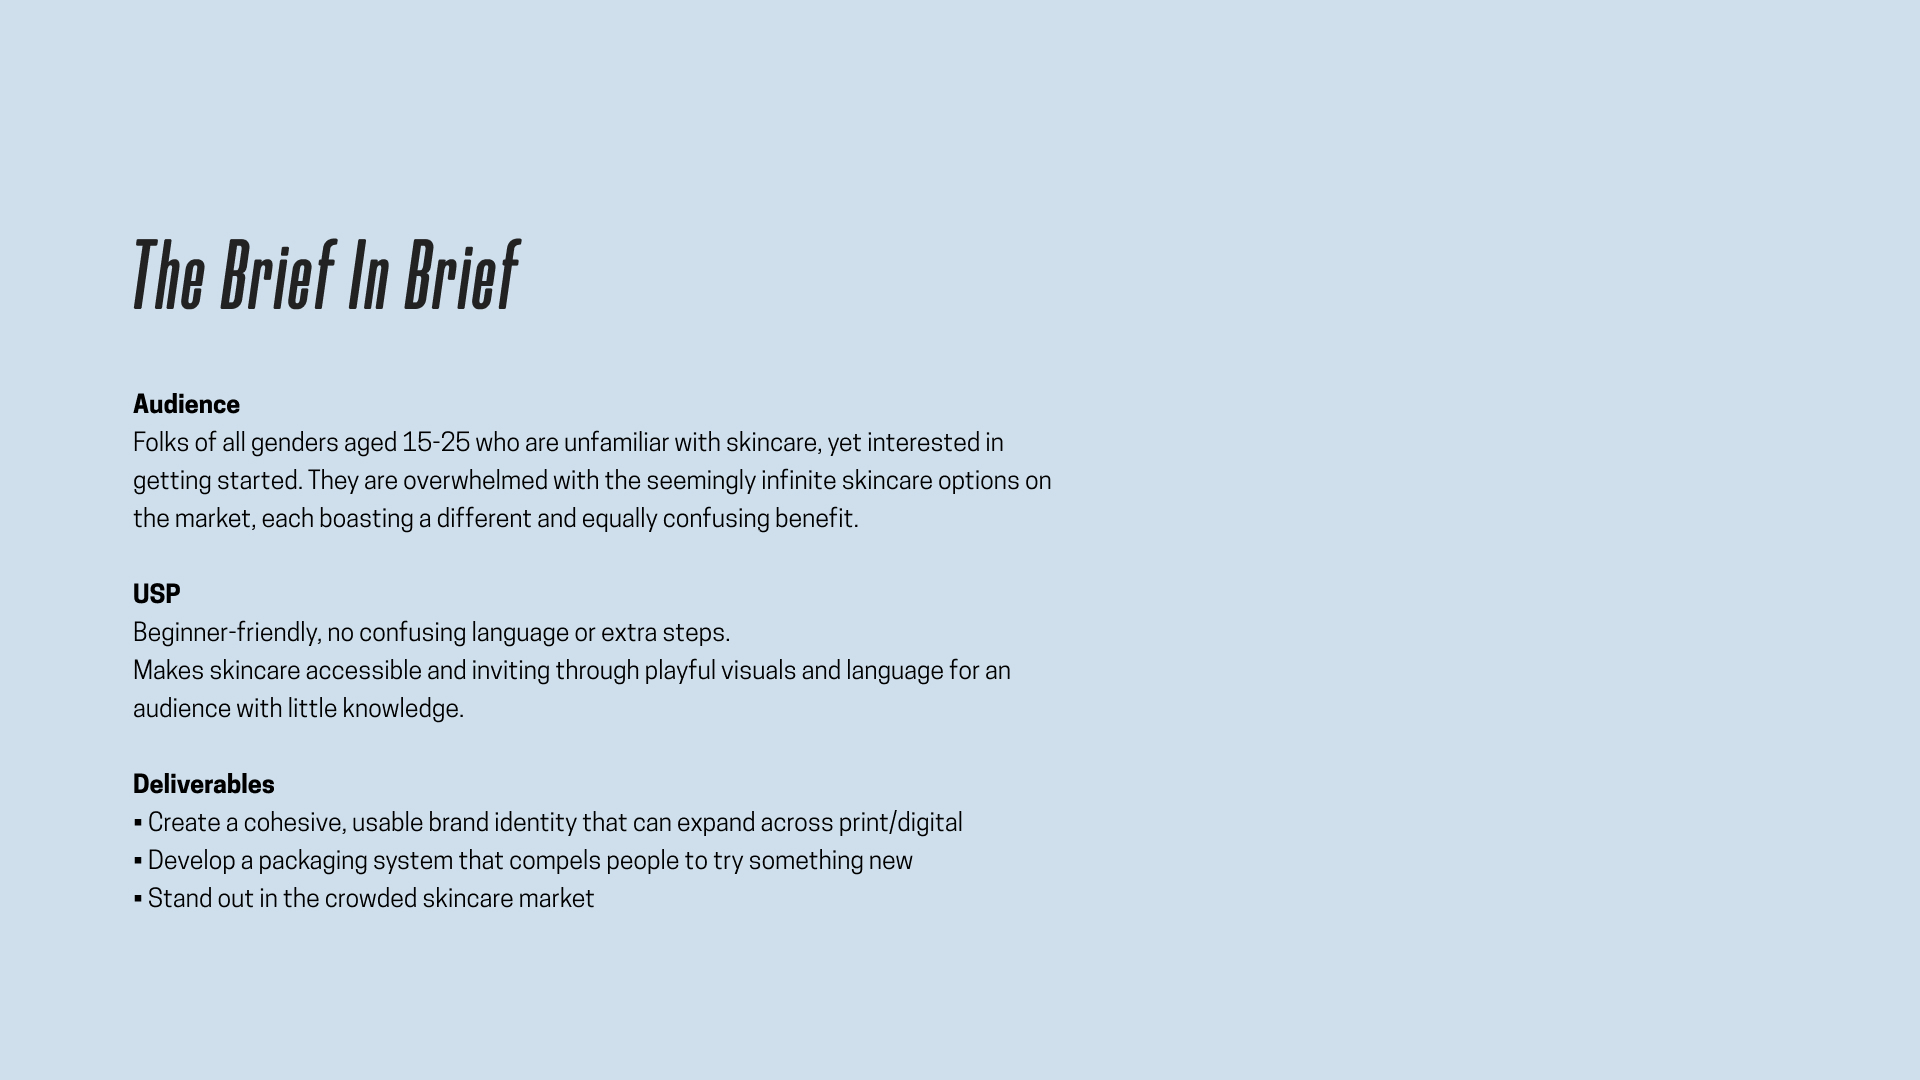 The Brief In Brief
Audience
Folks of all genders aged 15-25 who are unfamiliar with skincare, yet interested in
getting started. They are overwhelmed with the seemingly infinite skincare options on
the market, each boasting a different and equally confusing benefit.
USP
Beginner-friendly, no confusing language or extra steps.
Makes skincare accessible and inviting through playful visuals and language for an
audience with little knowledge.
Deliverables
▪ Create a cohesive, usable brand identity that can expand across print/digital
▪ Develop a packaging system that compels people to try something new
▪ Stand out in the crowded skincare market